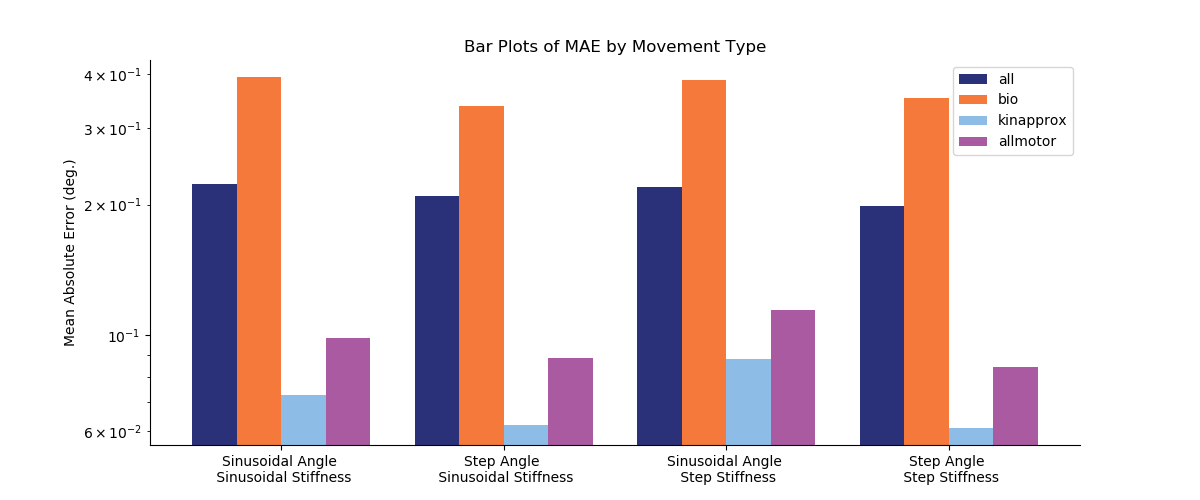 Bar Plots of MAE by Movement Type
Mean Absolute Error (deg.)
4 × 10⁻¹
3 × 10⁻¹
2 × 10⁻¹
10⁻¹
6 × 10⁻²
all
bio
kinapprox
allmotor
Sinusoidal Angle
Sinusoidal Stiffness
Step Angle
Sinusoidal Stiffness
Sinusoidal Angle
Step Stiffness
Step Angle
Step Stiffness